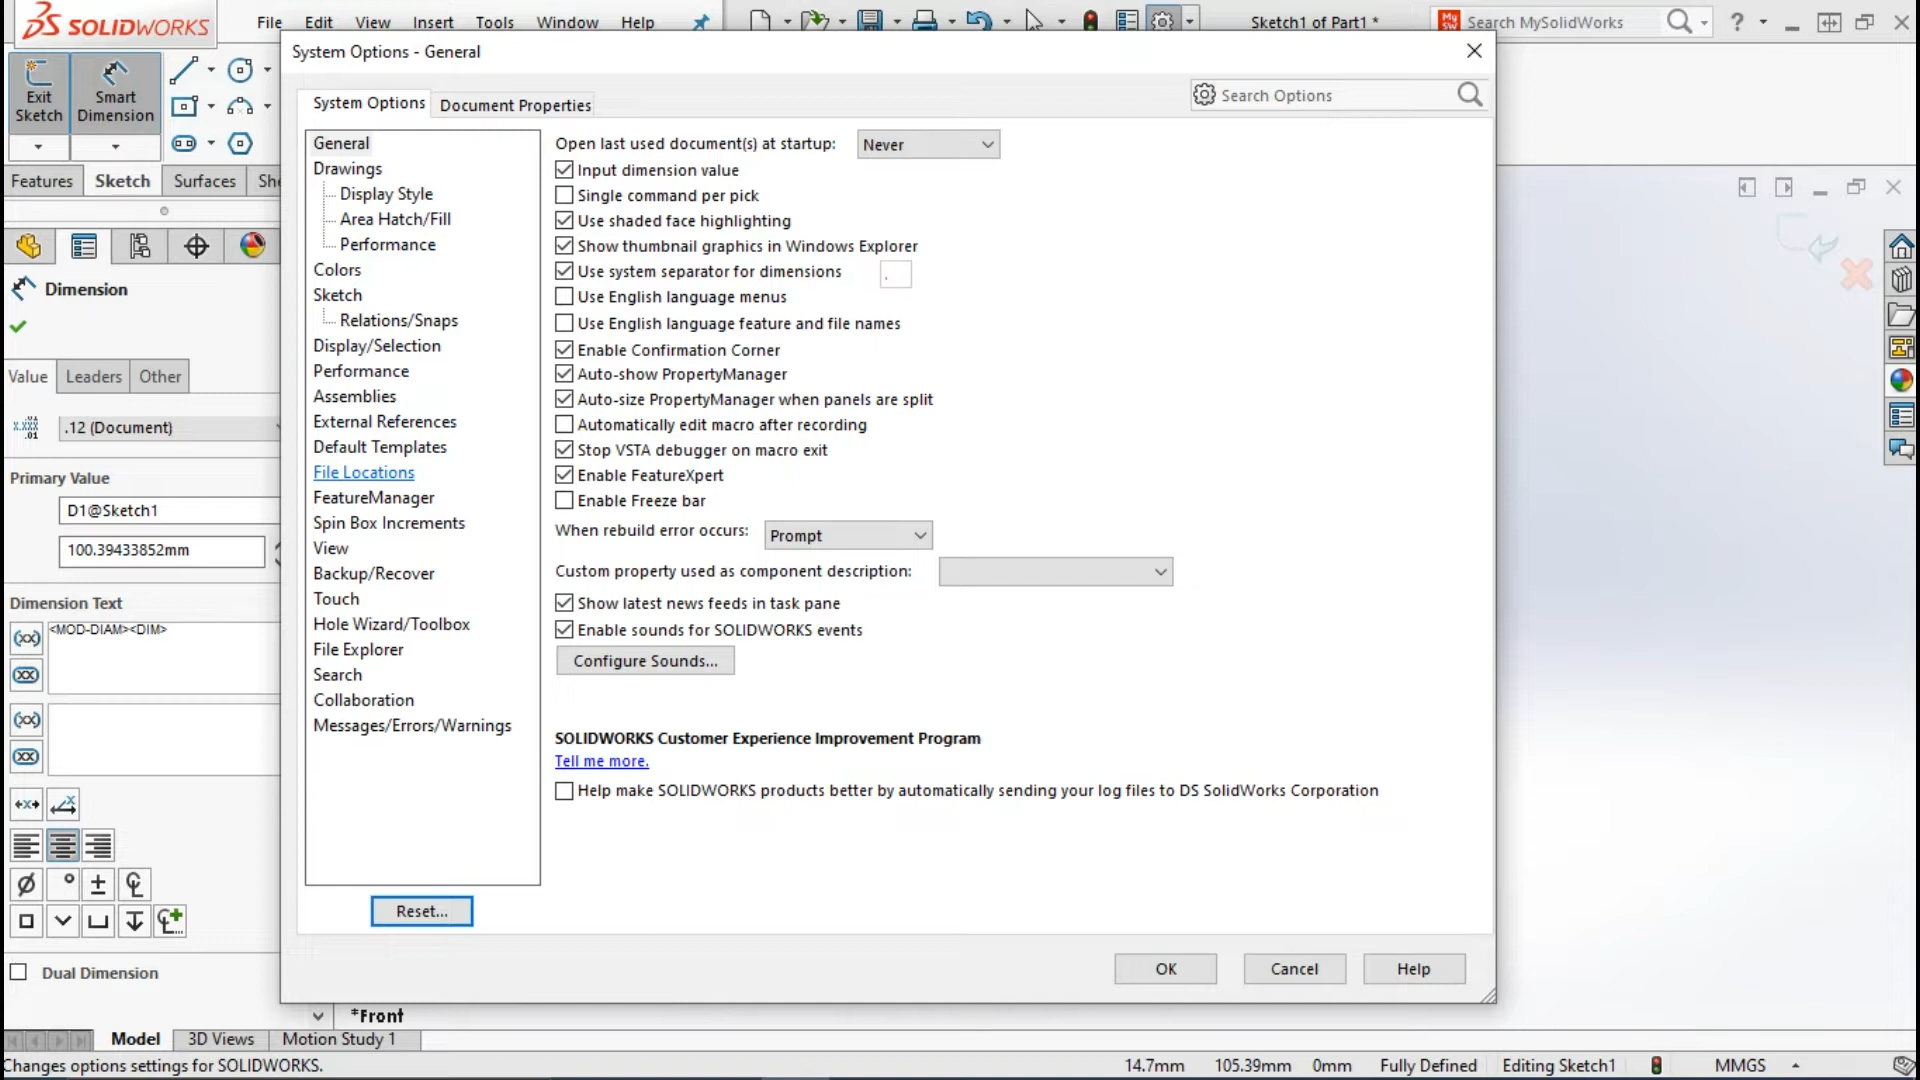 SOLIDWORKS
File Edit View Insert Tools Window Help
Sketch1 of Part1 *
Search MySolidWorks
?
System Options - General
System Options
Document Properties
Search Options
Exit Sketch
Smart Dimension
Features
Sketch
Surfaces
Dimension
Value
Leaders
Other
.12 (Document)
Primary Value
D1@Sketch1
100.39433852mm
Dimension Text
<MOD-DIAM><DIM>
Dual Dimension
General
Drawings
Display Style
Area Hatch/Fill
Performance
Colors
Sketch
Relations/Snaps
Display/Selection
Performance
Assemblies
External References
Default Templates
File Locations
FeatureManager
Spin Box Increments
View
Backup/Recover
Touch
Hole Wizard/Toolbox
File Explorer
Search
Collaboration
Messages/Errors/Warnings
Reset...
Open last used document(s) at startup: Never
Input dimension value
Single command per pick
Use shaded face highlighting
Show thumbnail graphics in Windows Explorer
Use system separator for dimensions .
Use English language menus
Use English language feature and file names
Enable Confirmation Corner
Auto-show PropertyManager
Auto-size PropertyManager when panels are split
Automatically edit macro after recording
Stop VSTA debugger on macro exit
Enable FeatureXpert
Enable Freeze bar
When rebuild error occurs: Prompt
Custom property used as component description:
Show latest news feeds in task pane
Enable sounds for SOLIDWORKS events
Configure Sounds...
SOLIDWORKS Customer Experience Improvement Program
Tell me more.
Help make SOLIDWORKS products better by automatically sending your log files to DS SolidWorks Corporation
OK
Cancel
Help
*Front
Model
3D Views
Motion Study 1
Changes options settings for SOLIDWORKS.
14.7mm 105.39mm 0mm Fully Defined Editing Sketch1 MMGS